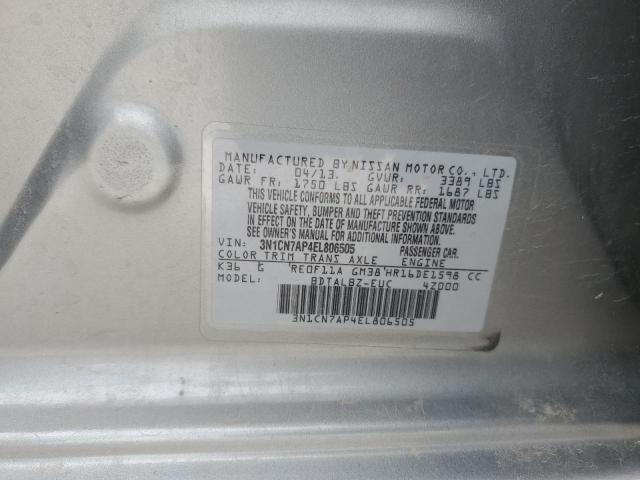 MANUFACTURED BY NISSAN MOTOR CO., LTD.
DATE: 04/13. GVWR: 3389 LBS
GAWR FR: 1750 LBS GAWR RR: 1687 LBS
THIS VEHICLE CONFORMS TO ALL APPLICABLE FEDERAL MOTOR
VEHICLE SAFETY, BUMPER AND THEFT PREVENTION STANDARDS
IN EFFECT ON THE DATE OF MANUFACTURE SHOWN ABOVE.
SEE OWNER'S MANUAL OR INFO.
VIN: 3N1CN7AP4EL806505 PASSENGER CAR.
COLOR TRIM TRANS AXLE ENGINE
K36 G RE0F11A GM38 HR16DE1598 CC
MODEL: BDTALBZ-EUC 4Z000
3N1CN7AP4EL806505